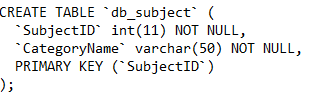 CREATE TABLE `db_subject` (
  `SubjectID` int(11) NOT NULL,
  `CategoryName` varchar(50) NOT NULL,
  PRIMARY KEY (`SubjectID`)
);